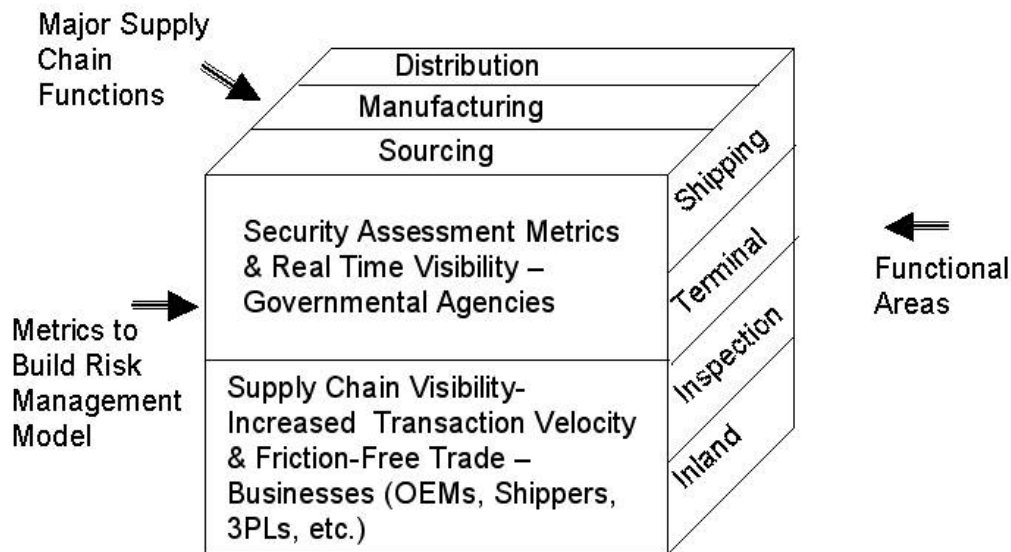 Major Supply
Chain
Functions
Distribution
Manufacturing
Sourcing
Shipping
Terminal
Inspection
Inland
Functional
Areas
Metrics to
Build Risk
Management
Model
Security Assessment Metrics
& Real Time Visibility –
Governmental Agencies
Supply Chain Visibility-
Increased Transaction Velocity
& Friction-Free Trade –
Businesses (OEMs, Shippers,
3PLs, etc.)